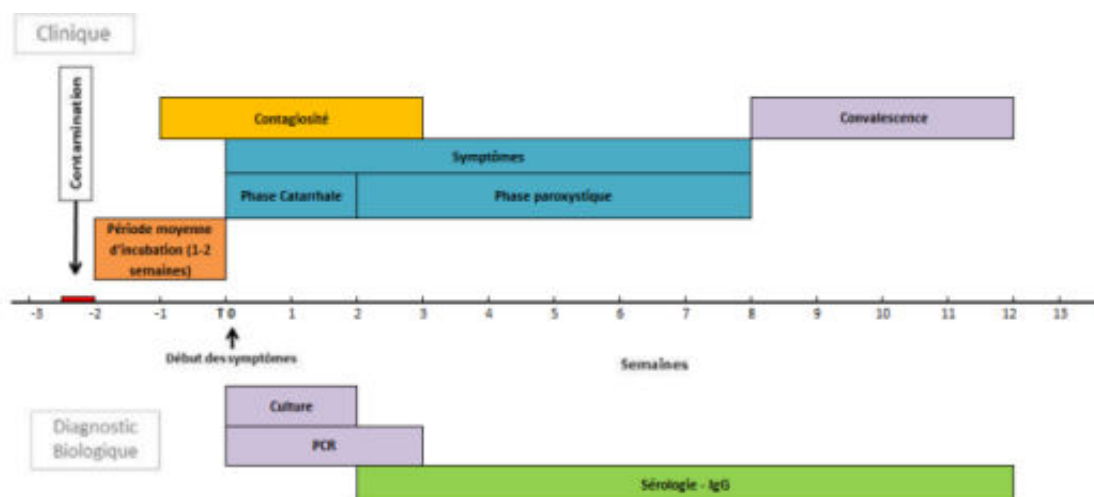 Clinique
Contamination
Contagiosité
Convalescence
Symptômes
Phase Catarrhale
Phase paroxystique
Période moyenne
d'incubation (1-2
semaines)
-3 -2 -1 T 0 1 2 3 4 5 6 7 8 9 10 11 12 13
Début des symptômes
Semaines
Culture
Diagnostic
Biologique
PCR
Sérologie - IgG